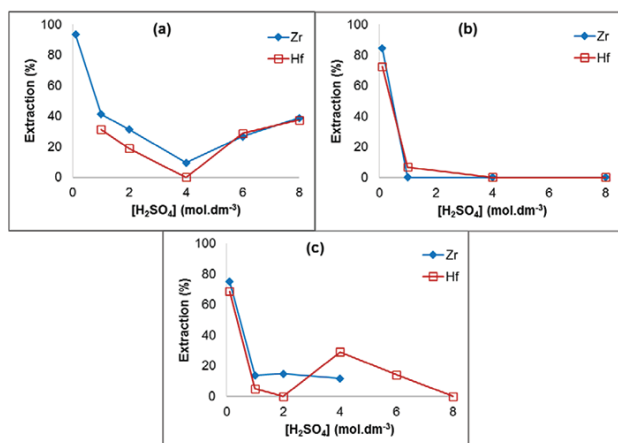 (a)
Zr
Hf
100
80
60
40
20
0
Extraction (%)
0 2 4 6 8
[H₂SO₄] (mol.dm⁻³)
(b)
Zr
Hf
100
80
60
40
20
0
Extraction (%)
0 2 4 6 8
[H₂SO₄] (mol.dm⁻³)
(c)
Zr
Hf
100
80
60
40
20
0
Extraction (%)
0 2 4 6 8
[H₂SO₄] (mol.dm⁻³)